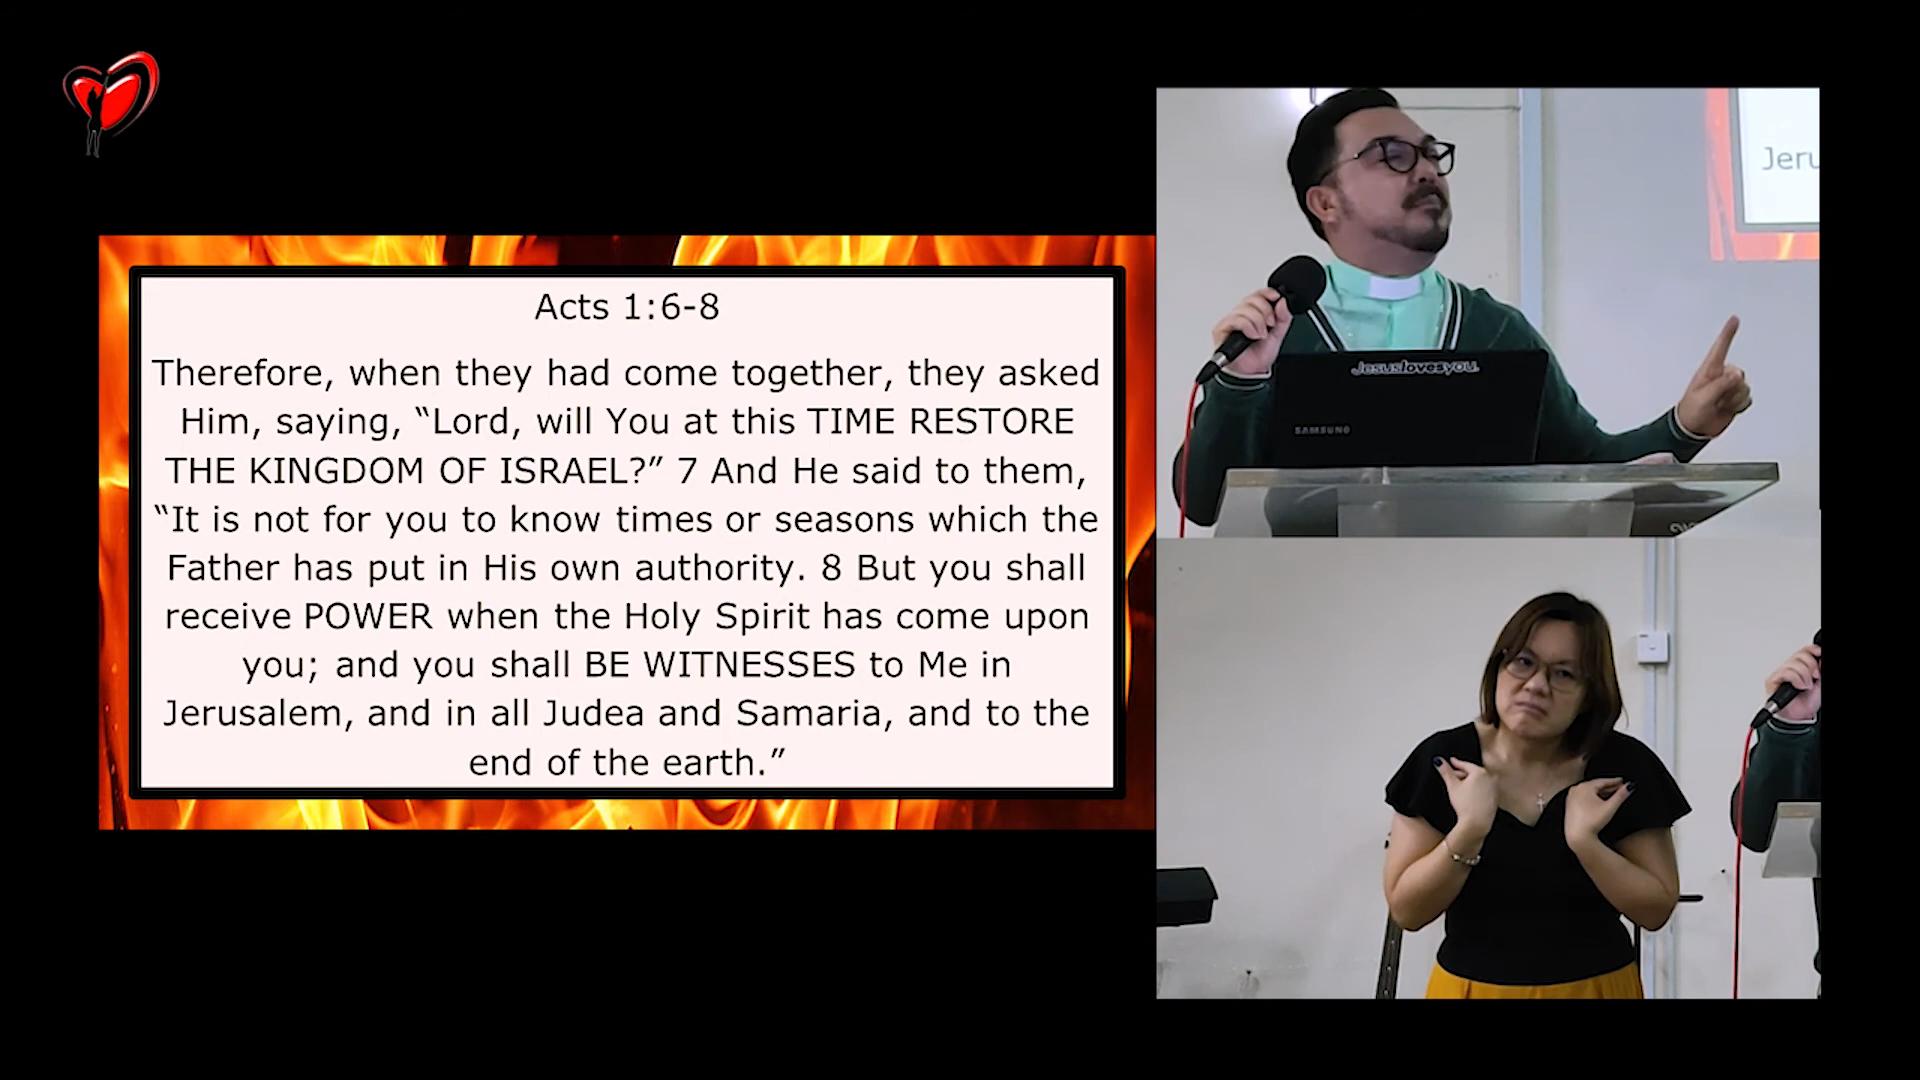 Acts 1:6-8
Therefore, when they had come together, they asked
Him, saying, “Lord, will You at this TIME RESTORE
THE KINGDOM OF ISRAEL?” 7 And He said to them,
“It is not for you to know times or seasons which the
Father has put in His own authority. 8 But you shall
receive POWER when the Holy Spirit has come upon
you; and you shall BE WITNESSES to Me in
Jerusalem, and in all Judea and Samaria, and to the
end of the earth.”
Jeru
Jesuslovesyou.
SAMSUNG